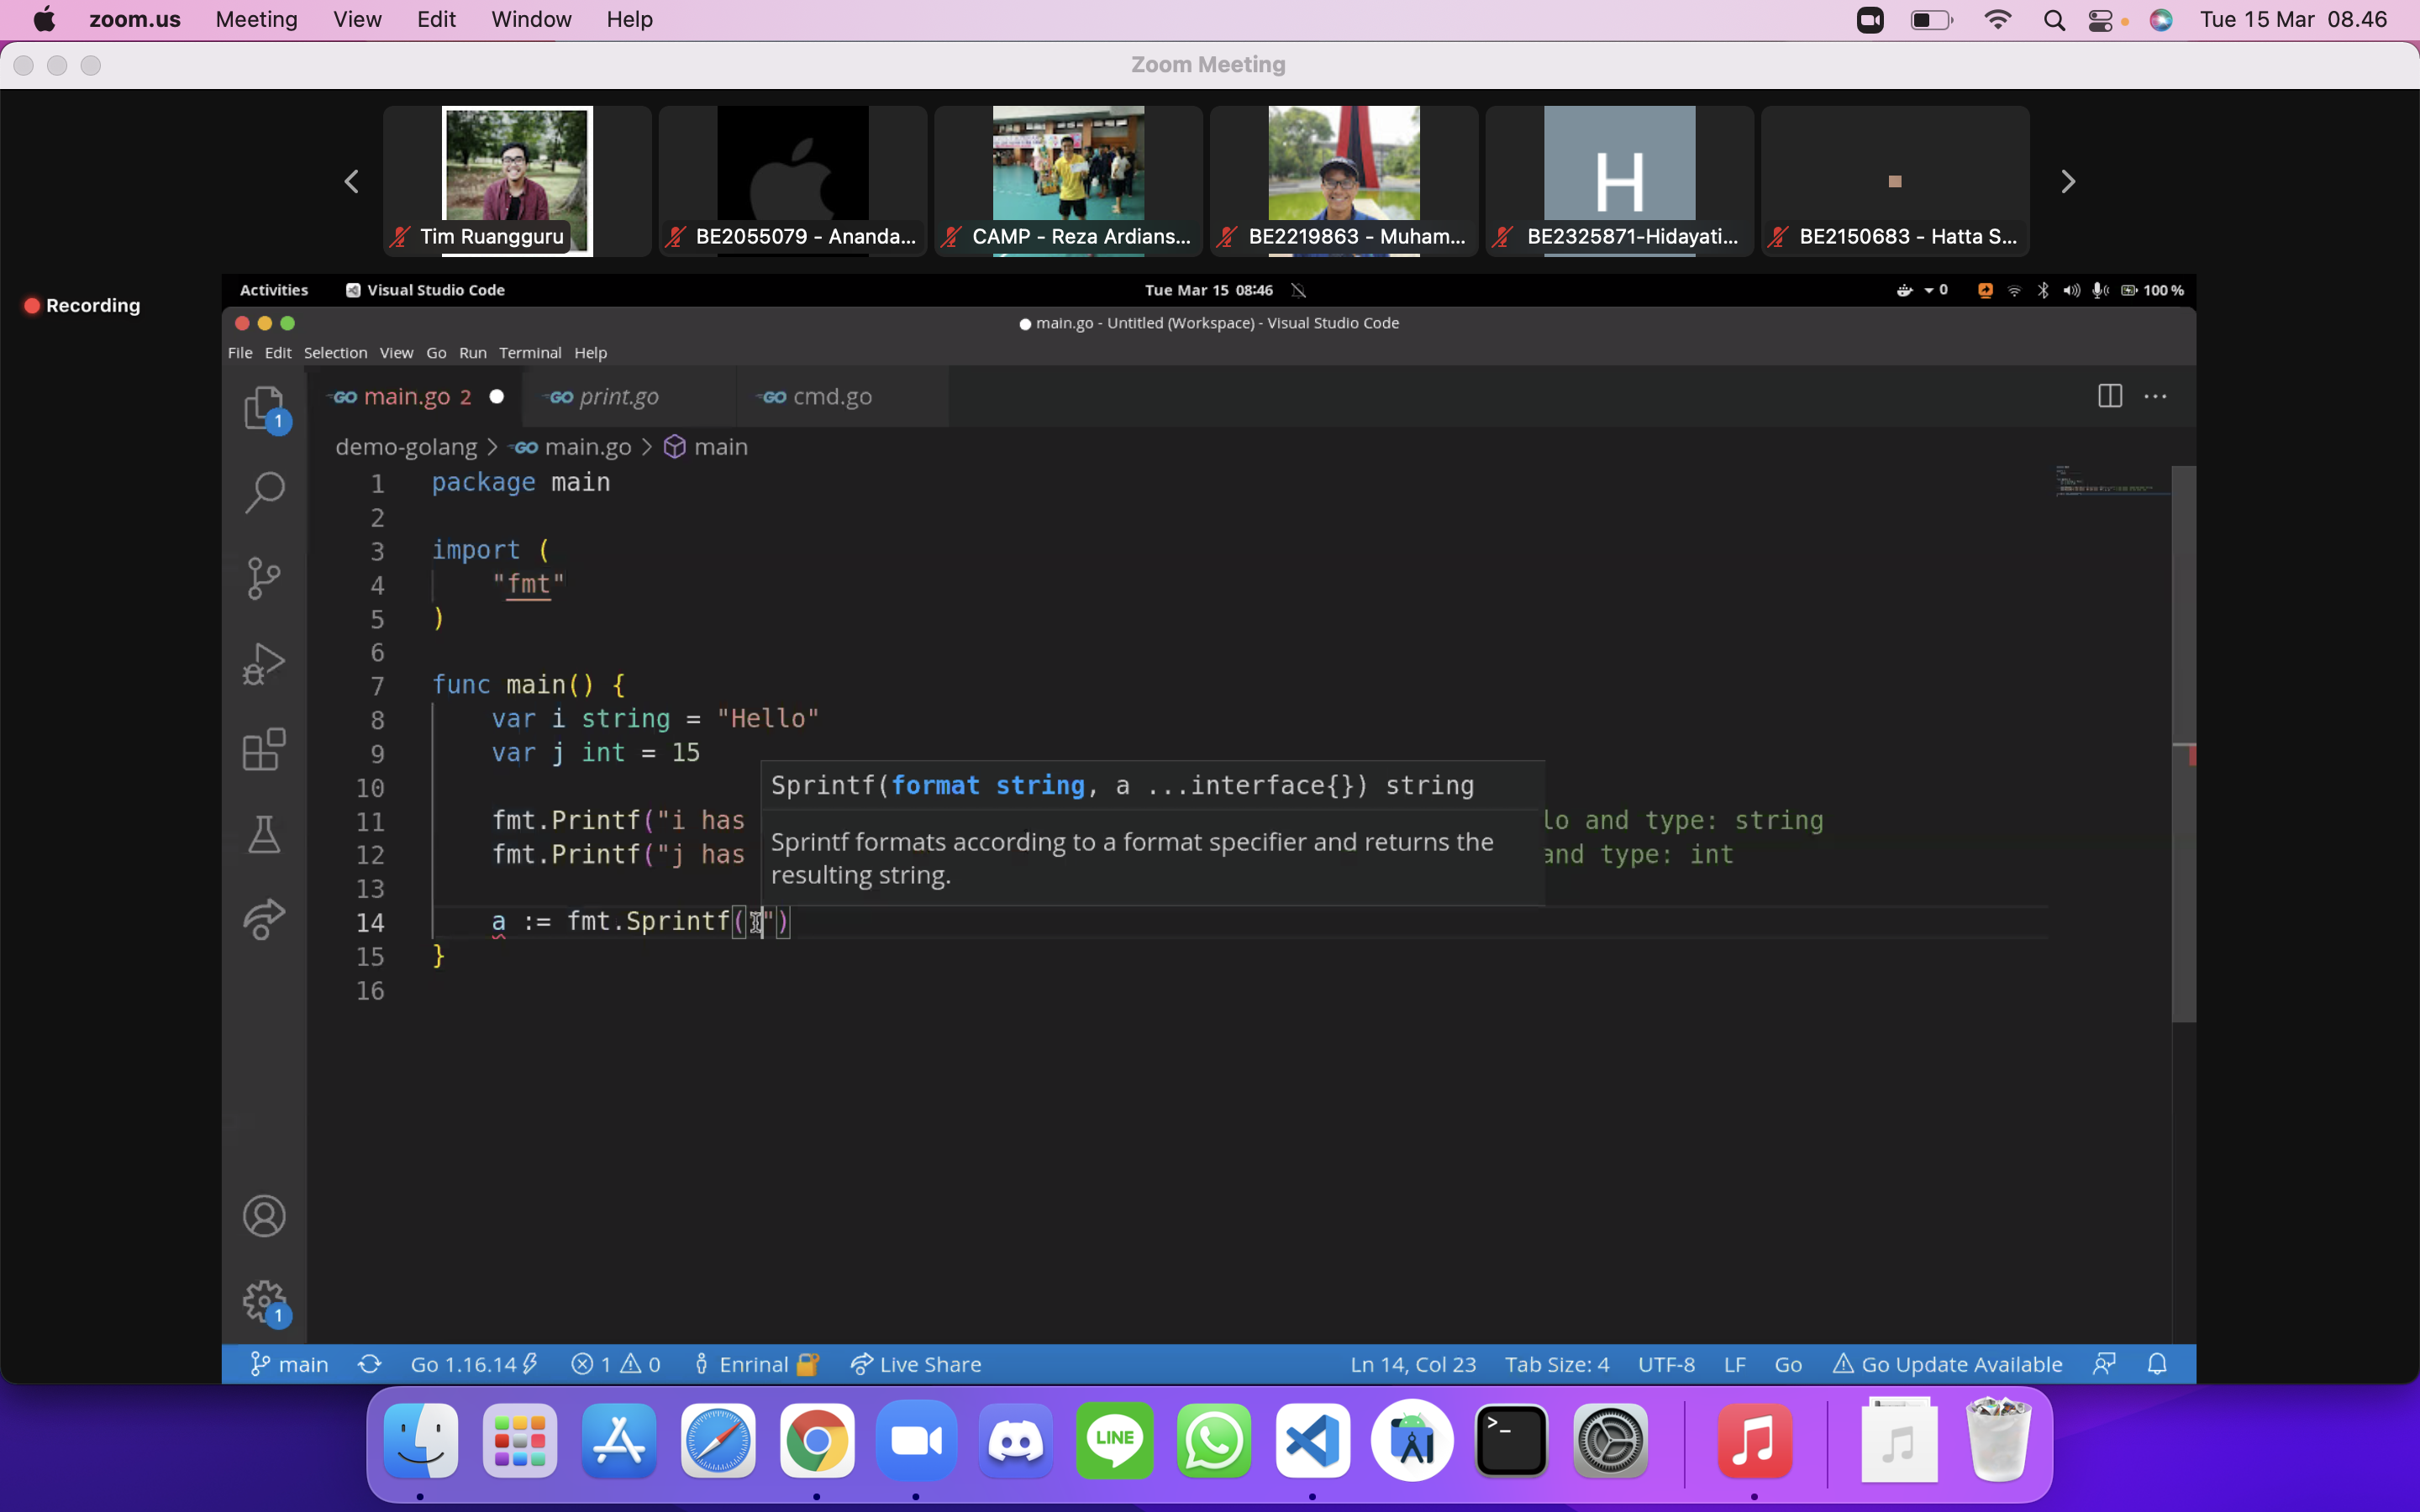 zoom.us Meeting View Edit Window Help Tue 15 Mar 08.46
Zoom Meeting
Tim Ruangguru
BE2055079 - Ananda...
CAMP - Reza Ardians...
BE2219863 - Muham...
H
BE2325871-Hidayati...
BE2150683 - Hatta S...
Recording
Activities Visual Studio Code Tue Mar 15 08:46 0 100 %
main.go - Untitled (Workspace) - Visual Studio Code
File Edit Selection View Go Run Terminal Help
1
GO main.go 2 GO print.go GO cmd.go ...
demo-golang > GO main.go > main
1 package main
2
3 import (
4 "fmt"
5 )
6
7 func main() {
8 var i string = "Hello"
9 var j int = 15
10
Sprintf(format string, a ...interface{}) string
Sprintf formats according to a format specifier and returns the
resulting string.
11 fmt.Printf("i has lo and type: string
12 fmt.Printf("j has and type: int
13
14 a := fmt.Sprintf( ")
15 }
16
1
main Go 1.16.14 1 0 Enrinal Live Share Ln 14, Col 23 Tab Size: 4 UTF-8 LF Go Go Update Available
LINE
>_